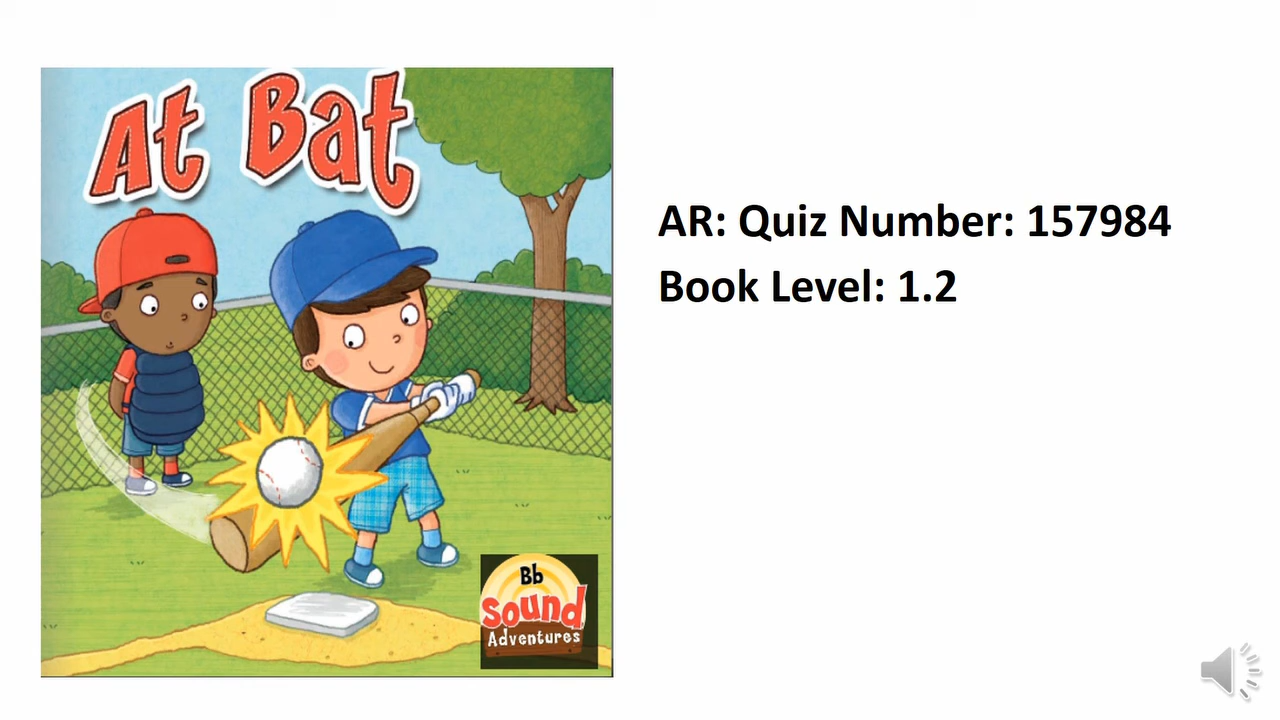 At Bat
AR: Quiz Number: 157984
Book Level: 1.2
Bb
Sound
Adventures